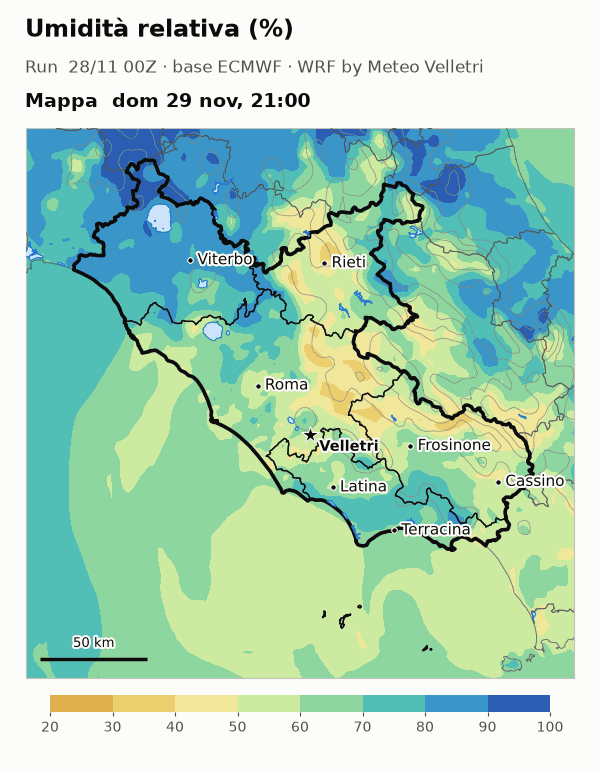 Umidità relativa (%)
Run  28/11 00Z · base ECMWF · WRF by Meteo Velletri
Mappa  dom 29 nov, 21:00
Viterbo
Rieti
Roma
Velletri
Frosinone
Cassino
Latina
Terracina
50 km
20 30 40 50 60 70 80 90 100